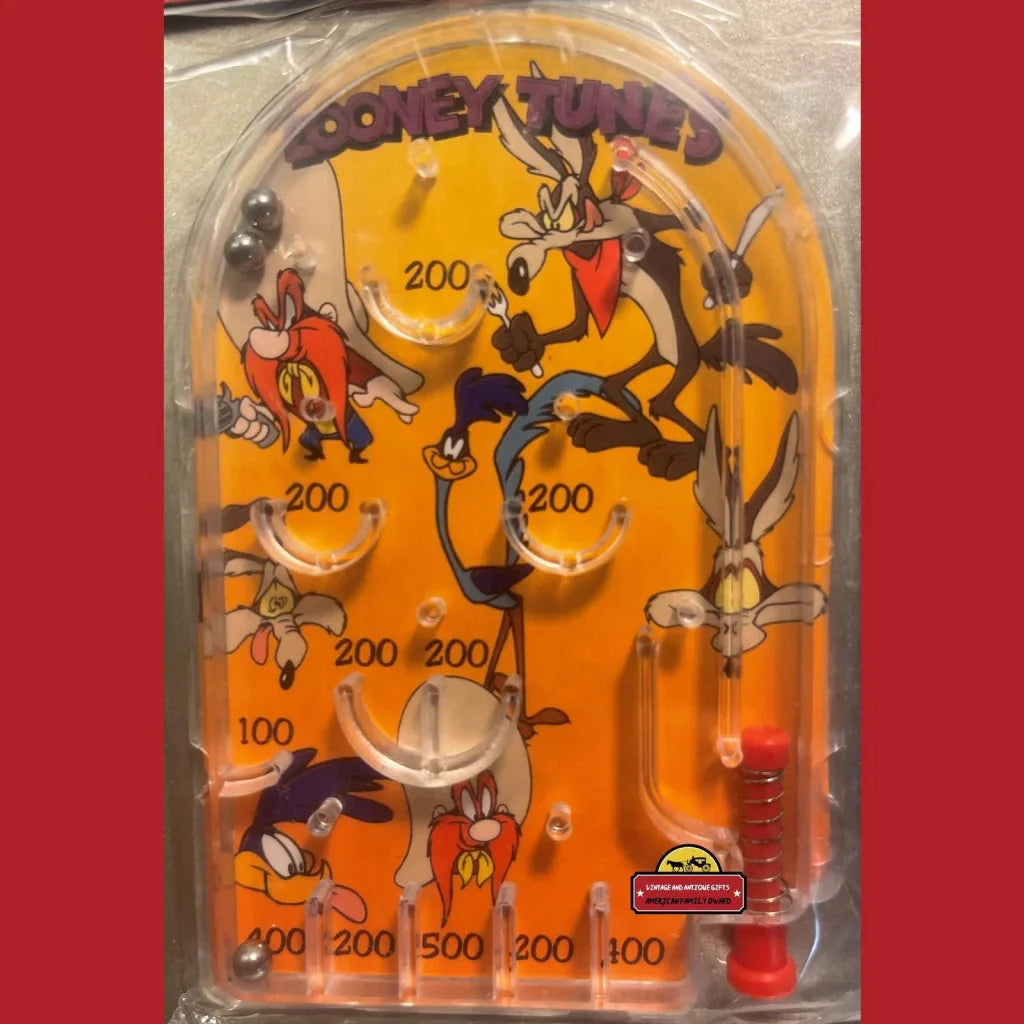 LOONEY TUNES
200
200 200
200 200
100
VINTAGE AND ANTIQUE GIFTS
AMERICAN FAMILY OWNED
400 200 500 200 400